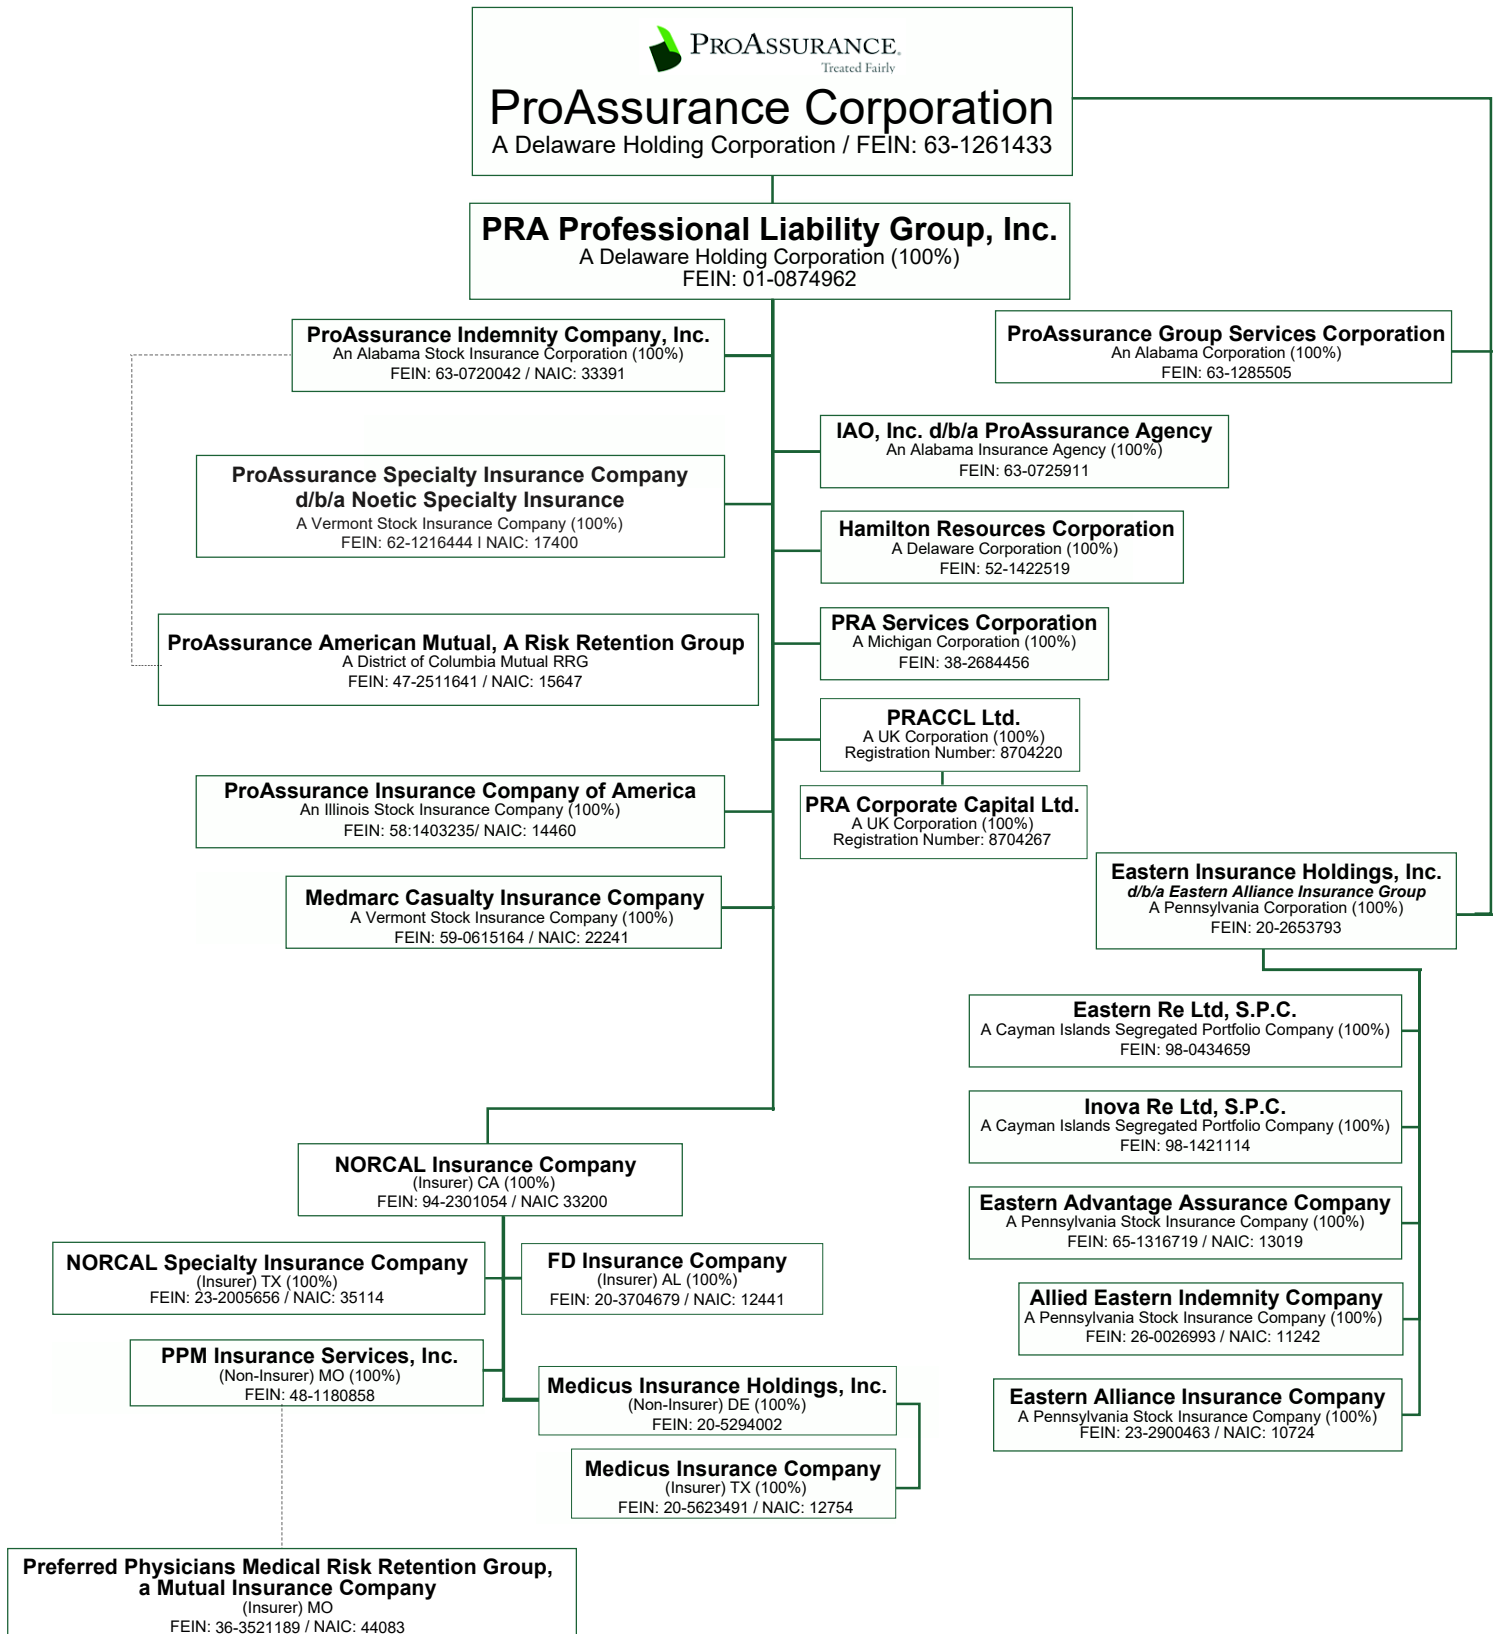 PROASSURANCE.
Treated Fairly
ProAssurance Corporation
A Delaware Holding Corporation / FEIN: 63-1261433
PRA Professional Liability Group, Inc.
A Delaware Holding Corporation (100%)
FEIN: 01-0874962
ProAssurance Indemnity Company, Inc.
An Alabama Stock Insurance Corporation (100%)
FEIN: 63-0720042 / NAIC: 33391
ProAssurance Group Services Corporation
An Alabama Corporation (100%)
FEIN: 63-1285505
IAO, Inc. d/b/a ProAssurance Agency
An Alabama Insurance Agency (100%)
FEIN: 63-0725911
ProAssurance Specialty Insurance Company
d/b/a Noetic Specialty Insurance
A Vermont Stock Insurance Company (100%)
FEIN: 62-1216444 I NAIC: 17400
Hamilton Resources Corporation
A Delaware Corporation (100%)
FEIN: 52-1422519
ProAssurance American Mutual, A Risk Retention Group
A District of Columbia Mutual RRG
FEIN: 47-2511641 / NAIC: 15647
PRA Services Corporation
A Michigan Corporation (100%)
FEIN: 38-2684456
PRACCL Ltd.
A UK Corporation (100%)
Registration Number: 8704220
ProAssurance Insurance Company of America
An Illinois Stock Insurance Company (100%)
FEIN: 58:1403235/ NAIC: 14460
PRA Corporate Capital Ltd.
A UK Corporation (100%)
Registration Number: 8704267
Medmarc Casualty Insurance Company
A Vermont Stock Insurance Company (100%)
FEIN: 59-0615164 / NAIC: 22241
Eastern Insurance Holdings, Inc.
d/b/a Eastern Alliance Insurance Group
A Pennsylvania Corporation (100%)
FEIN: 20-2653793
Eastern Re Ltd, S.P.C.
A Cayman Islands Segregated Portfolio Company (100%)
FEIN: 98-0434659
Inova Re Ltd, S.P.C.
A Cayman Islands Segregated Portfolio Company (100%)
FEIN: 98-1421114
NORCAL Insurance Company
(Insurer) CA (100%)
FEIN: 94-2301054 / NAIC 33200
Eastern Advantage Assurance Company
A Pennsylvania Stock Insurance Company (100%)
FEIN: 65-1316719 / NAIC: 13019
NORCAL Specialty Insurance Company
(Insurer) TX (100%)
FEIN: 23-2005656 / NAIC: 35114
FD Insurance Company
(Insurer) AL (100%)
FEIN: 20-3704679 / NAIC: 12441
Allied Eastern Indemnity Company
A Pennsylvania Stock Insurance Company (100%)
FEIN: 26-0026993 / NAIC: 11242
PPM Insurance Services, Inc.
(Non-Insurer) MO (100%)
FEIN: 48-1180858
Medicus Insurance Holdings, Inc.
(Non-Insurer) DE (100%)
FEIN: 20-5294002
Eastern Alliance Insurance Company
A Pennsylvania Stock Insurance Company (100%)
FEIN: 23-2900463 / NAIC: 10724
Medicus Insurance Company
(Insurer) TX (100%)
FEIN: 20-5623491 / NAIC: 12754
Preferred Physicians Medical Risk Retention Group,
a Mutual Insurance Company
(Insurer) MO
FEIN: 36-3521189 / NAIC: 44083